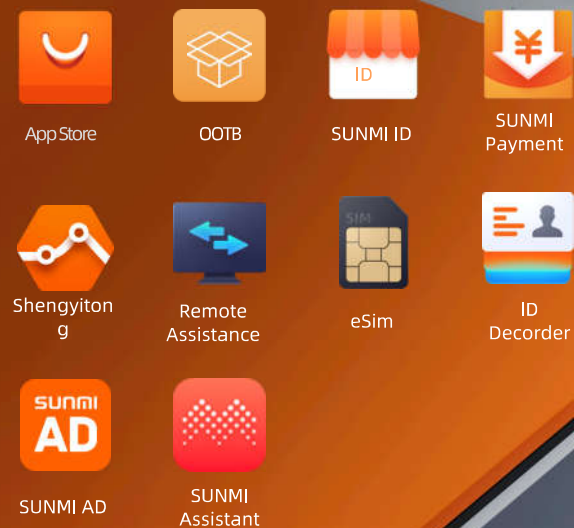 ID
¥
App Store
OOTB
SUNMI ID
SUNMI
Payment
SIM
Shengyiton
g
Remote
Assistance
eSim
ID
Decorder
SUNMI
AD
SUNMI AD
SUNMI
Assistant